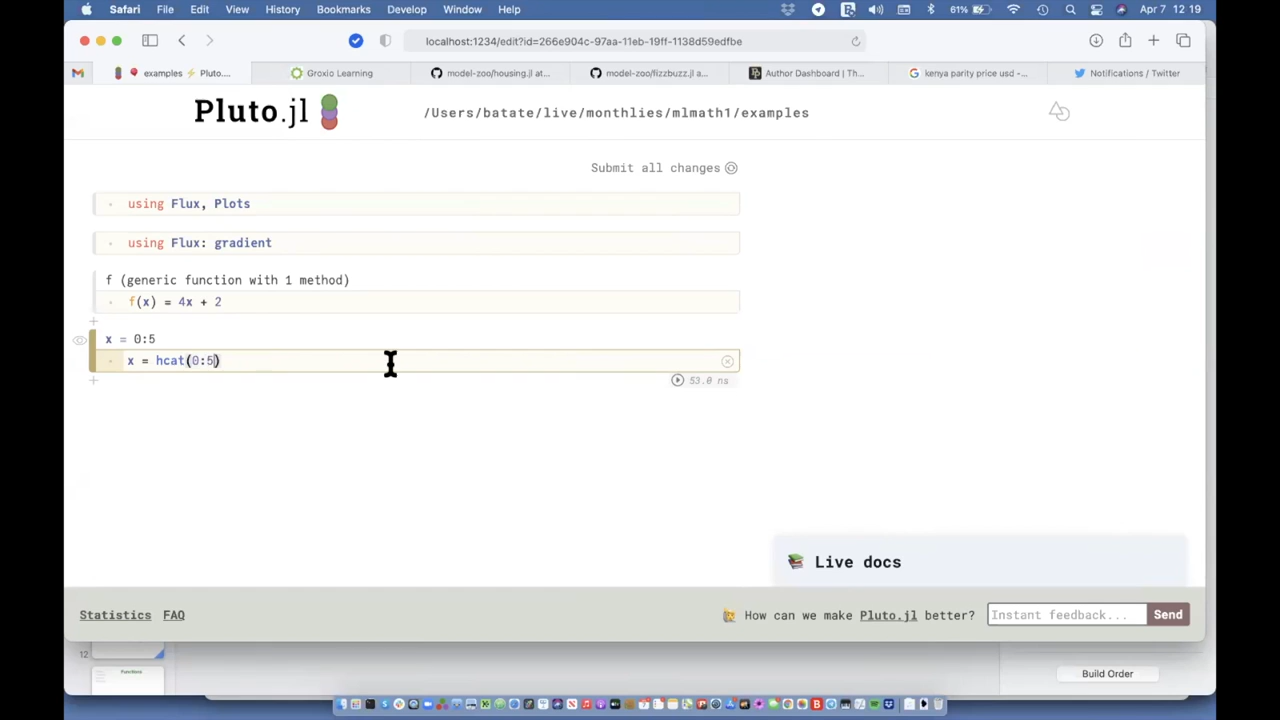 Safari File Edit View History Bookmarks Develop Window Help 61% Apr 7 12 19
localhost:1234/edit?id=266e904c-97aa-11eb-19ff-1138d59edfbe
examples ⚡ Pluto.... Groxio Learning model-zoo/housing.jl at... model-zoo/fizzbuzz.jl a... Author Dashboard | Th... kenya parity price usd -... Notifications / Twitter
Pluto.jl /Users/batate/live/monthlies/mlmath1/examples
Submit all changes
using Flux, Plots
using Flux: gradient
f (generic function with 1 method)
f(x) = 4x + 2
x = 0:5
x = hcat(0:5)
53.0 ns
Live docs
Statistics FAQ How can we make Pluto.jl better? Instant feedback... Send
12
Build Order